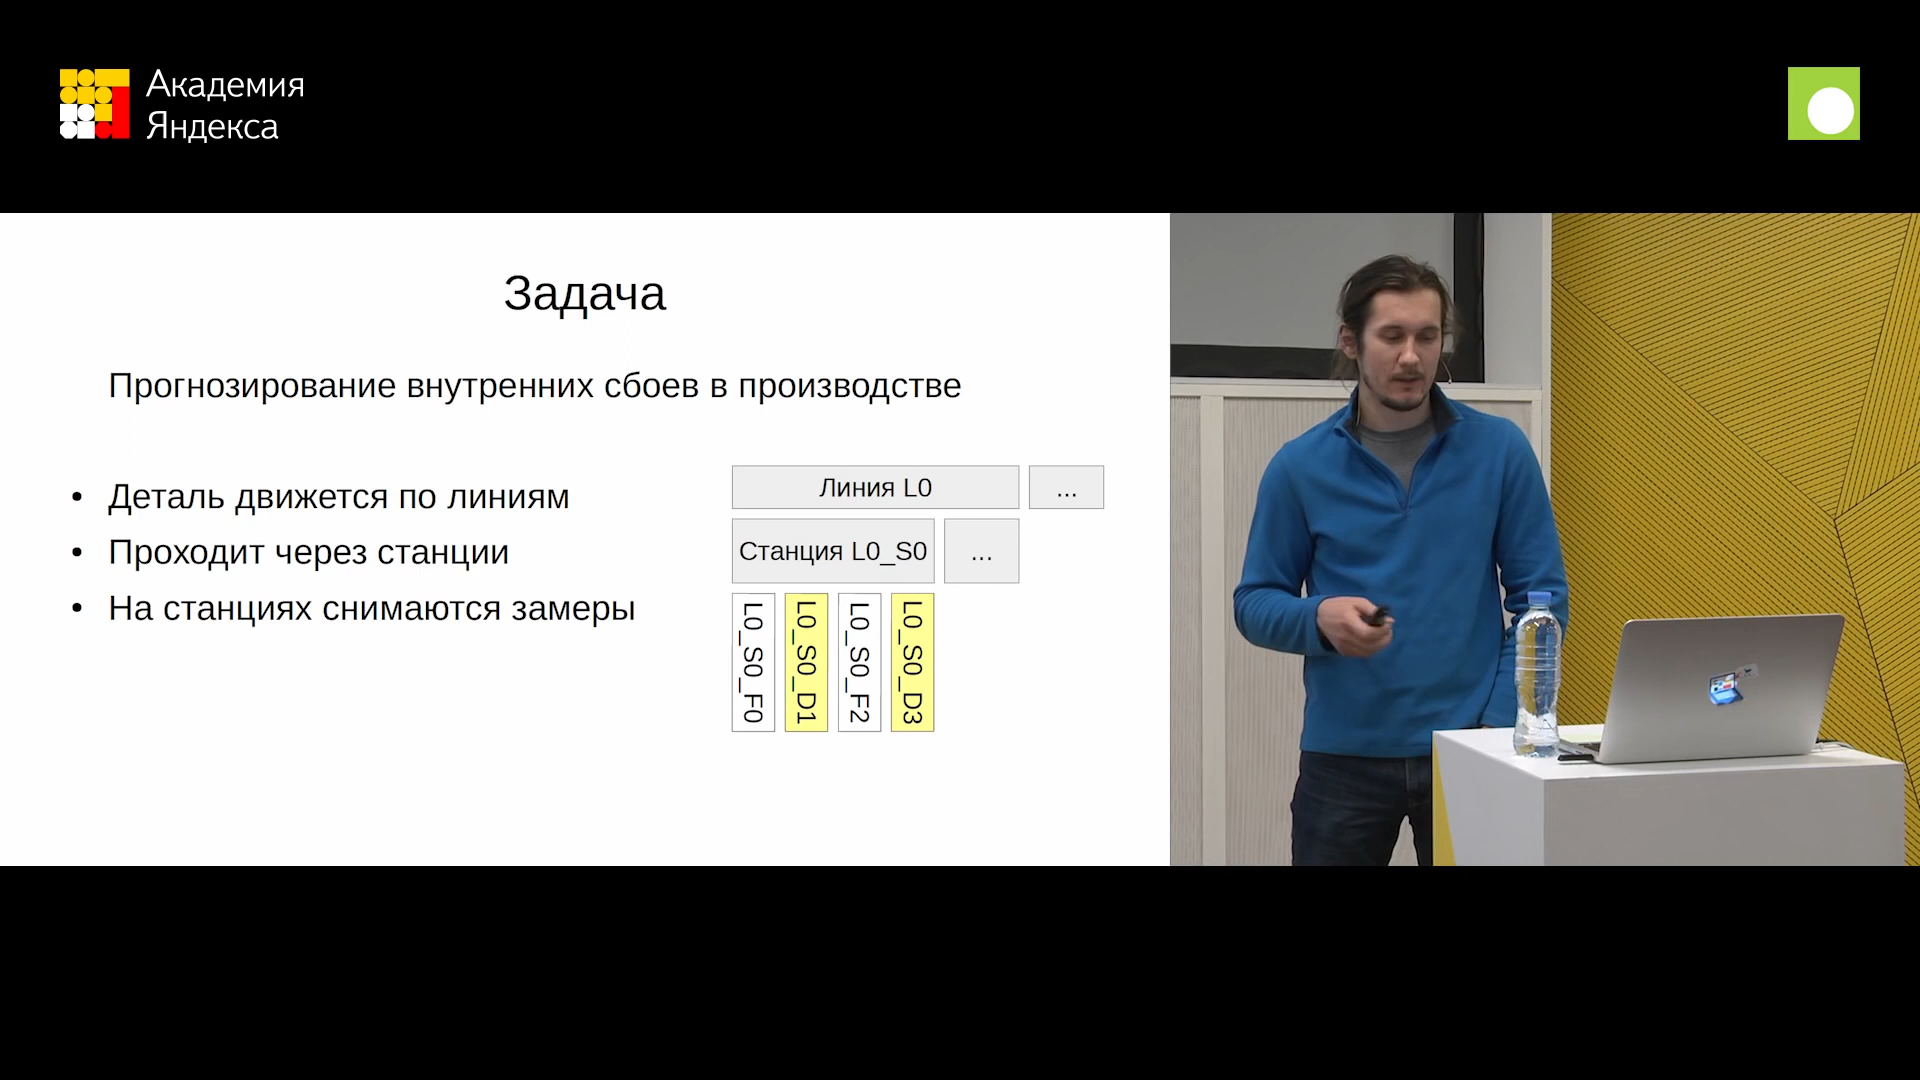 Академия
Яндекса
Задача
Прогнозирование внутренних сбоев в производстве
• Деталь движется по линиям
• Проходит через станции
• На станциях снимаются замеры
Линия L0
...
Станция L0_S0
...
L0_S0_F0
L0_S0_D1
L0_S0_F2
L0_S0_D3